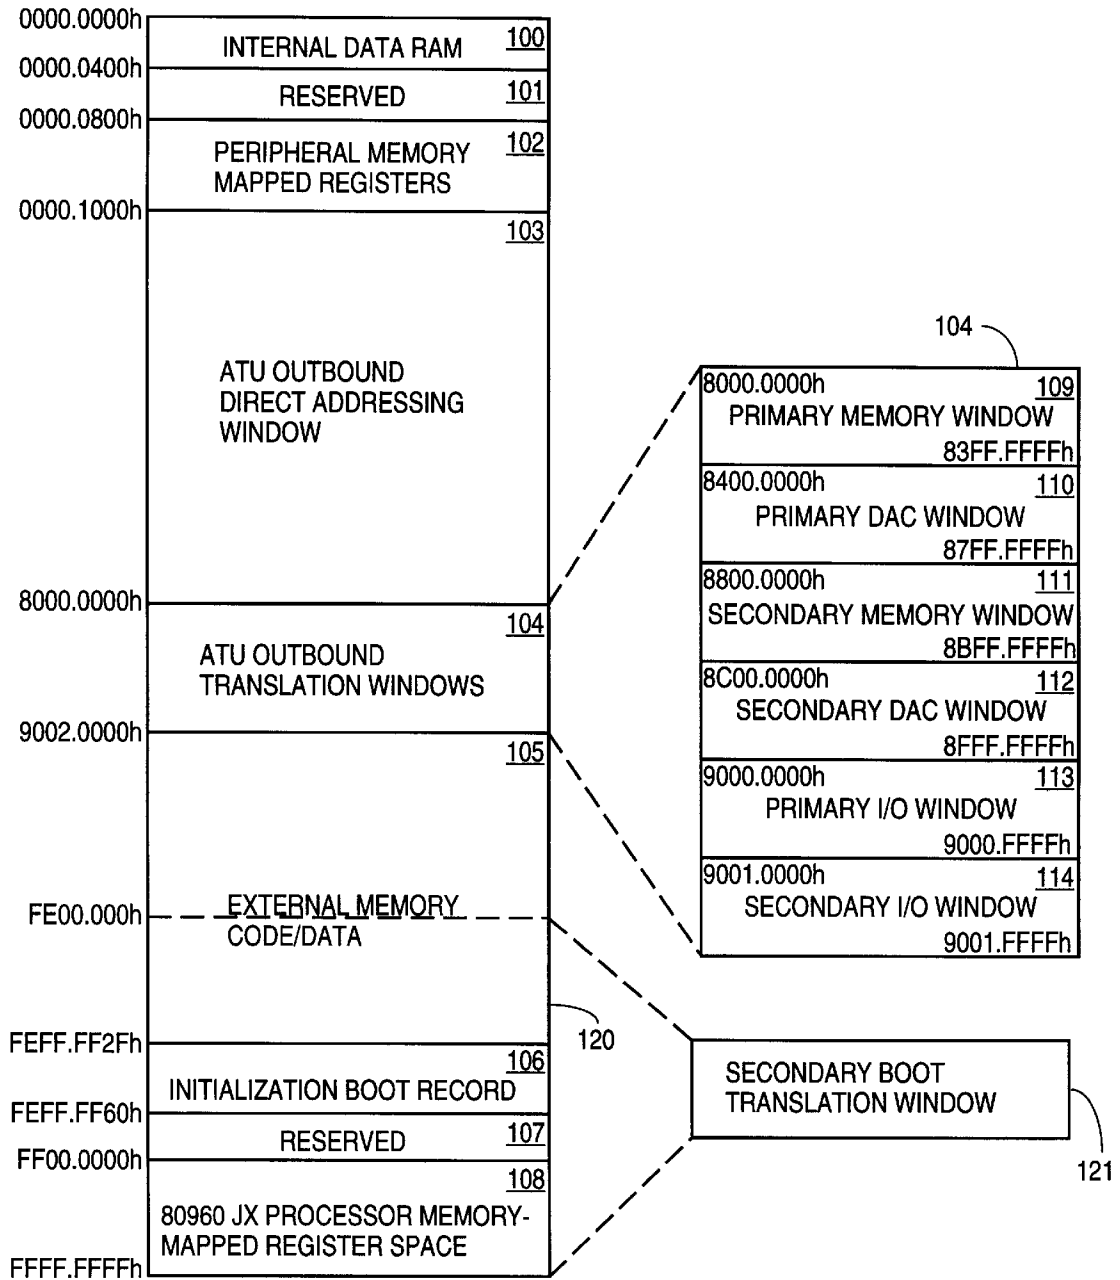 0000.0000h
INTERNAL DATA RAM 100
0000.0400h
RESERVED 101
0000.0800h
PERIPHERAL MEMORY 102
MAPPED REGISTERS
0000.1000h
103
ATU OUTBOUND
DIRECT ADDRESSING
WINDOW
8000.0000h
104
ATU OUTBOUND
TRANSLATION WINDOWS
9002.0000h
105
EXTERNAL MEMORY
CODE/DATA
FE00.000h
120
FEFF.FF2Fh
106
INITIALIZATION BOOT RECORD
FEFF.FF60h
RESERVED 107
FF00.0000h
108
80960 JX PROCESSOR MEMORY-
MAPPED REGISTER SPACE
FFFF.FFFFh
104
8000.0000h 109
PRIMARY MEMORY WINDOW
83FF.FFFFh
8400.0000h 110
PRIMARY DAC WINDOW
87FF.FFFFh
8800.0000h 111
SECONDARY MEMORY WINDOW
8BFF.FFFFh
8C00.0000h 112
SECONDARY DAC WINDOW
8FFF.FFFFh
9000.0000h 113
PRIMARY I/O WINDOW
9000.FFFFh
9001.0000h 114
SECONDARY I/O WINDOW
9001.FFFFh
SECONDARY BOOT
TRANSLATION WINDOW
121